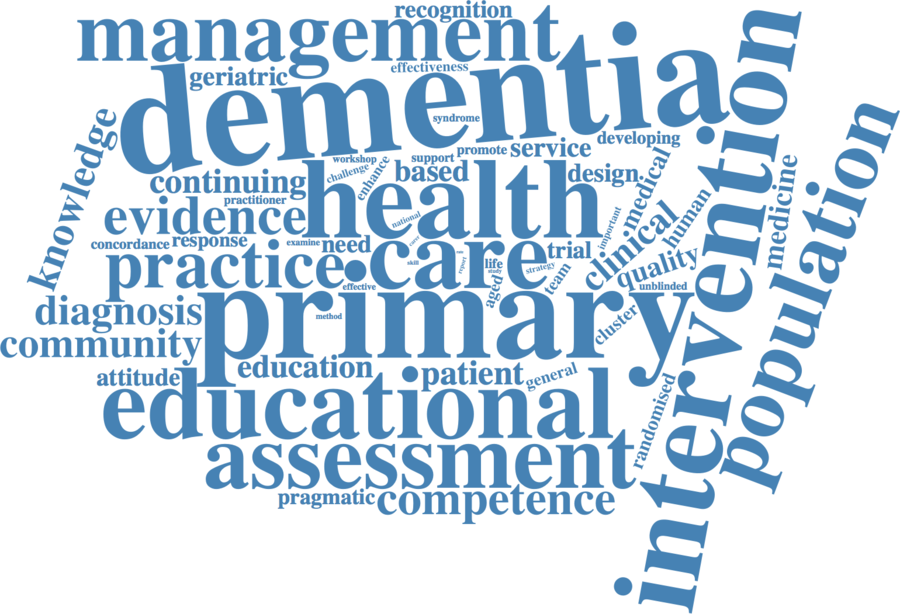 recognition
management
effectiveness
geriatric
dementia
syndrome
developing
knowledge
workshop
support
promote
service
challenge
enhance
based
design
medical
intervention
population
continuing
practitioner
health
evidence
national
important
human
medicine
concordance
response
examine
need
carer
trial
clinical
practice
care
skill
report
life
study
strategy
team
quality
effective
aged
unblinded
primary
diagnosis
method
cluster
community
attitude
education
patient
general
educational
randomised
assessment
pragmatic
competence